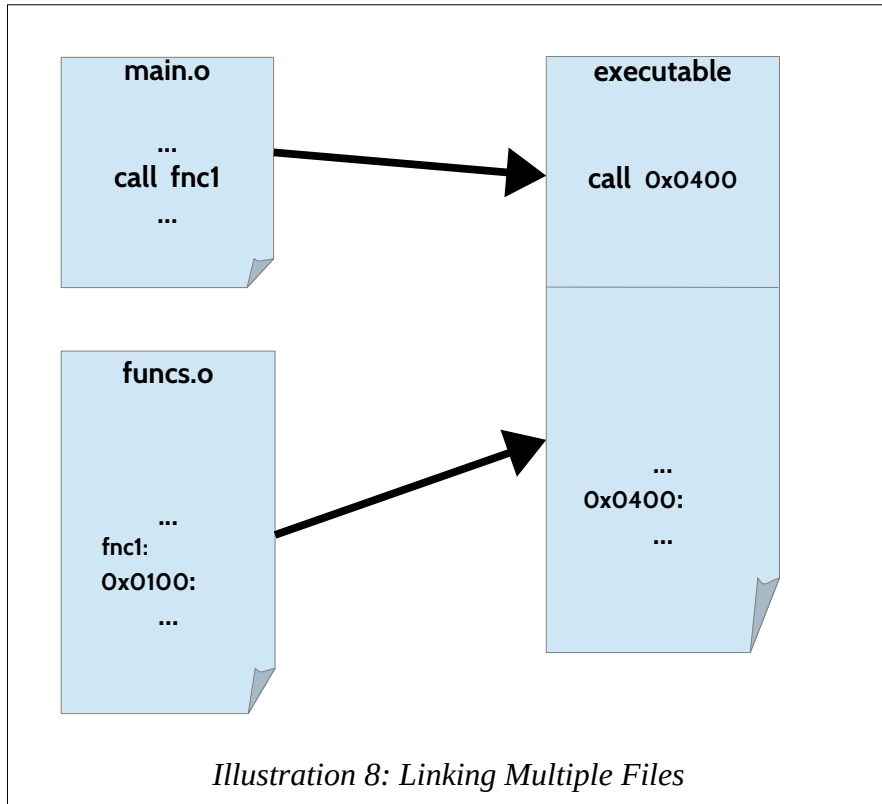 main.o
...
call fnc1
...
funcs.o
...
fnc1:
0x0100:
...
executable
call 0x0400
...
0x0400:
...
Illustration 8: Linking Multiple Files